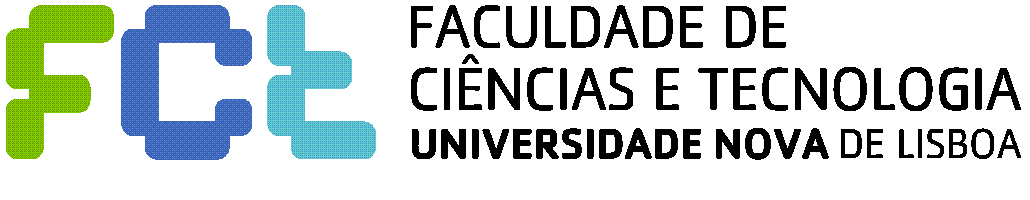 FCt
FACULDADE DE
CIÊNCIAS E TECNOLOGIA
UNIVERSIDADE NOVA DE LISBOA